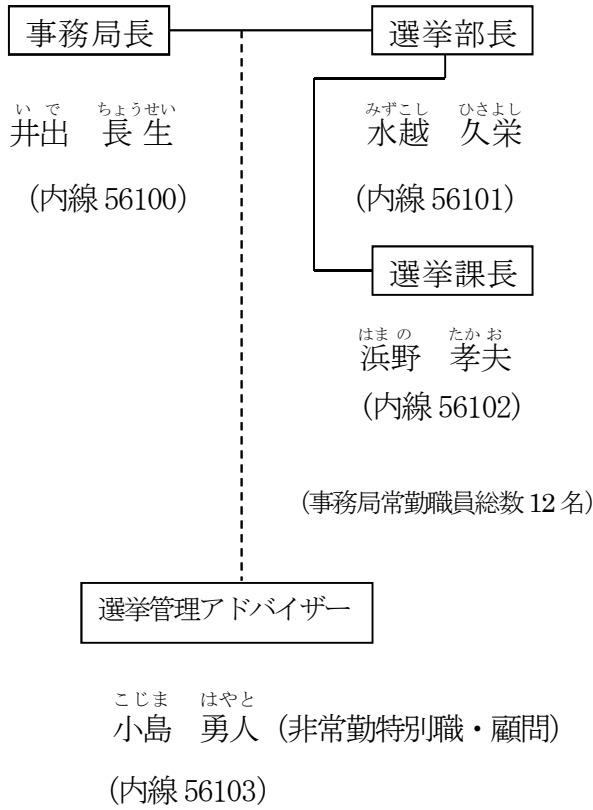 事務局長 選挙部長
いで ちょうせい みずこし ひさよし
井出 長生 水越 久栄
(内線 56100) (内線 56101)
選挙課長
はまの たかお
浜野 孝夫
(内線 56102)
(事務局常勤職員総数 12 名)
選挙管理アドバイザー
こじま はやと
小島 勇人 (非常勤特別職・顧問)
(内線 56103)